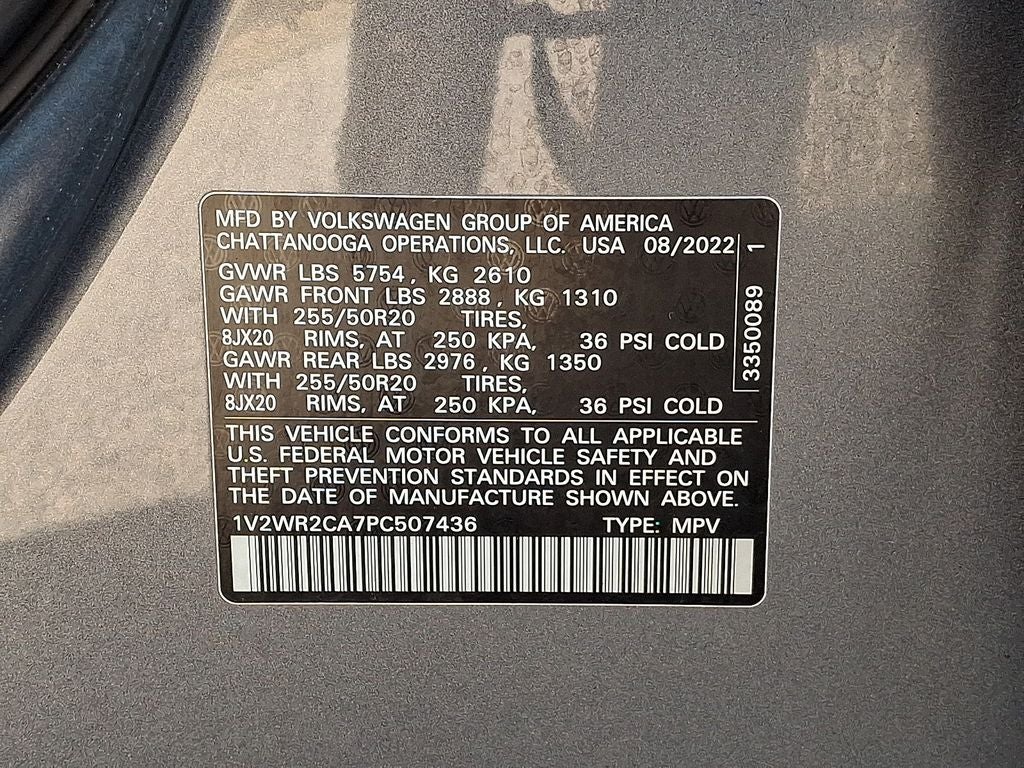 MFD BY VOLKSWAGEN GROUP OF AMERICA
CHATTANOOGA OPERATIONS, LLC. USA 08/2022
GVWR LBS 5754, KG 2610
GAWR FRONT LBS 2888, KG 1310
WITH 255/50R20 TIRES,
8JX20 RIMS, AT 250 KPA, 36 PSI COLD
GAWR REAR LBS 2976, KG 1350
WITH 255/50R20 TIRES,
8JX20 RIMS, AT 250 KPA, 36 PSI COLD
3350089 1
THIS VEHICLE CONFORMS TO ALL APPLICABLE
U.S. FEDERAL MOTOR VEHICLE SAFETY AND
THEFT PREVENTION STANDARDS IN EFFECT ON
THE DATE OF MANUFACTURE SHOWN ABOVE.
1V2WR2CA7PC507436 TYPE: MPV